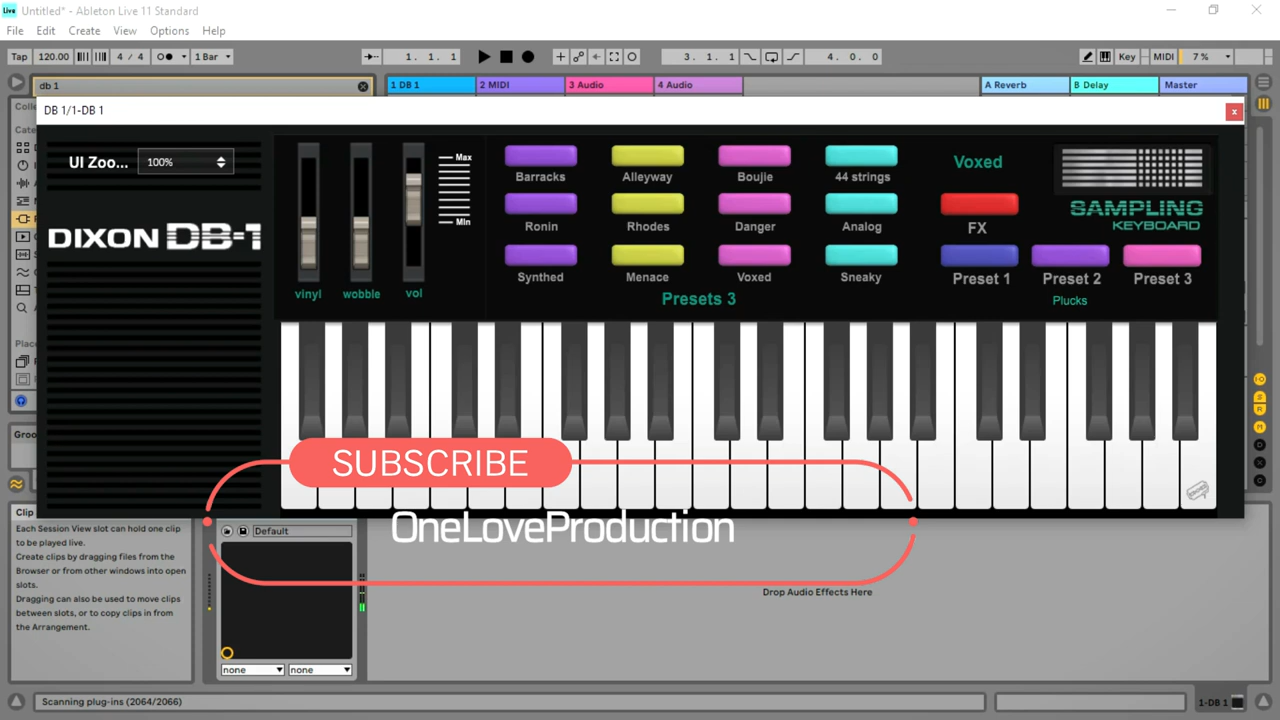 Live Untitled* - Ableton Live 11 Standard
File Edit Create View Options Help
Tap 120.00 4 / 4 1 Bar 1. 1. 1 3. 1. 1 4. 0. 0 Key MIDI 7 %
db 1 1 DB 1 2 MIDI 3 Audio 4 Audio A Reverb B Delay Master
DB 1/1-DB 1 x
UI Zoo... 100%
DIXON DB-1
vinyl wobble vol
Max
Min
Barracks Alleyway Boujie 44 strings
Ronin Rhodes Danger Analog
Synthed Menace Voxed Sneaky
Presets 3
Voxed
FX
SAMPLING
KEYBOARD
Preset 1 Preset 2 Preset 3
Plucks
SUBSCRIBE
OneLoveProduction
Colle
Cate
Place
Groo
Clip
Each Session View slot can hold one clip
to be played live.
Create clips by dragging files from the
Browser or from other windows into open
slots.
Dragging can also be used to move clips
between slots, or to copy clips in from
the Arrangement.
Default
none none
Drop Audio Effects Here
Scanning plug-ins (2064/2066)
1-DB 1